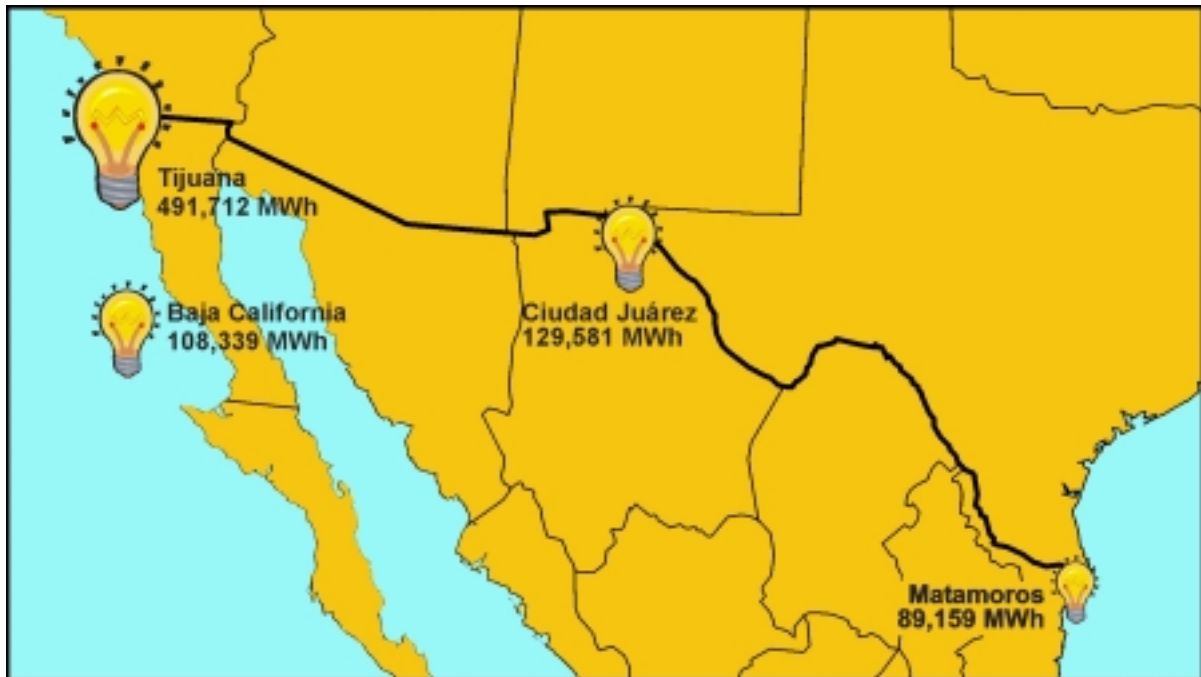 Tijuana
491,712 MWh
Baja California
108,339 MWh
Ciudad Juárez
129,581 MWh
Matamoros
89,159 MWh